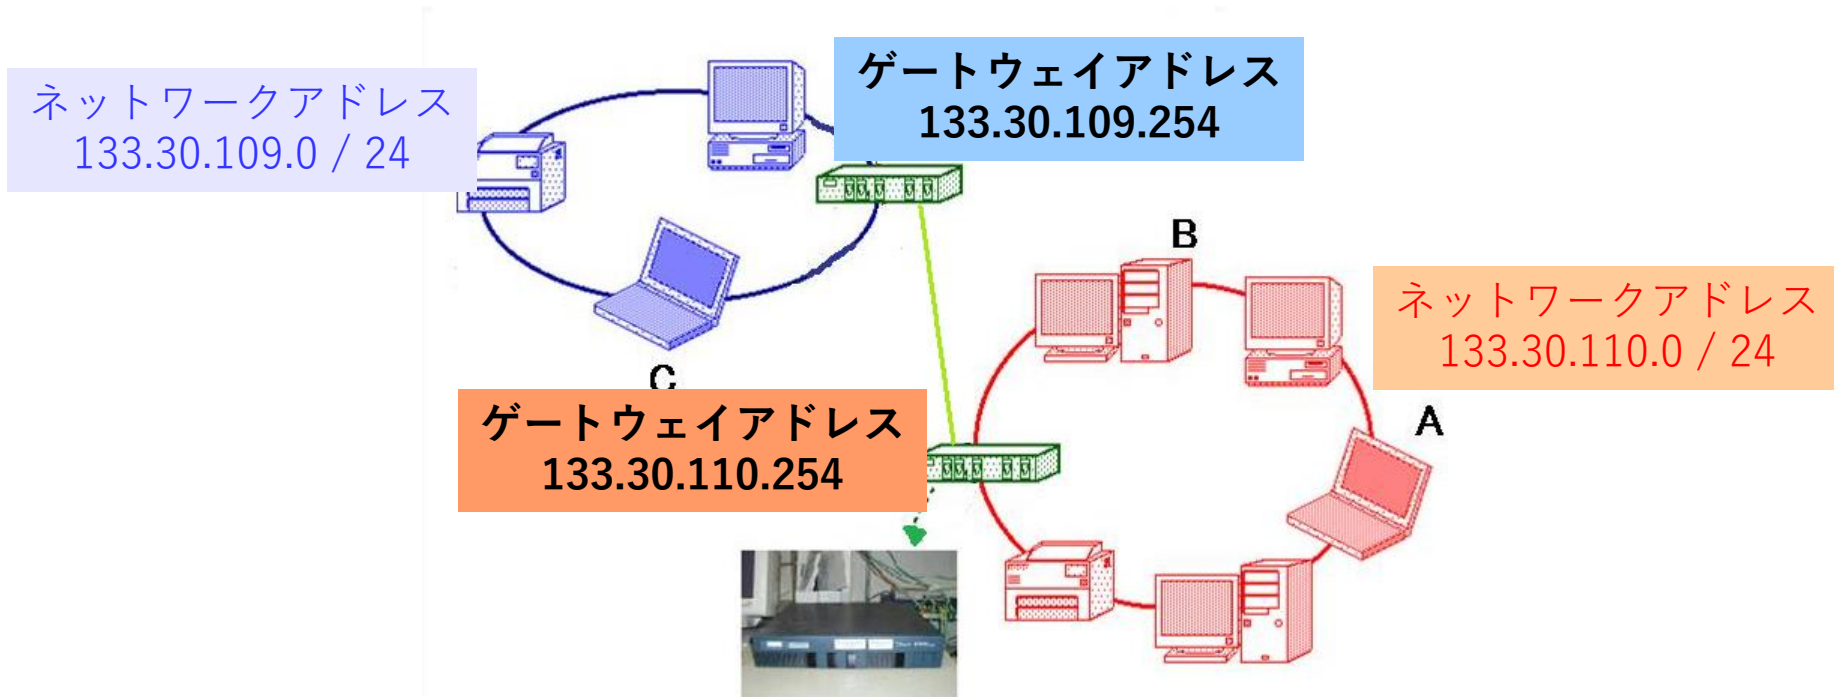 ゲートウェイアドレス
133.30.109.254
ネットワークアドレス
133.30.109.0 / 24
B
ネットワークアドレス
133.30.110.0 / 24
C
ゲートウェイアドレス
133.30.110.254
A